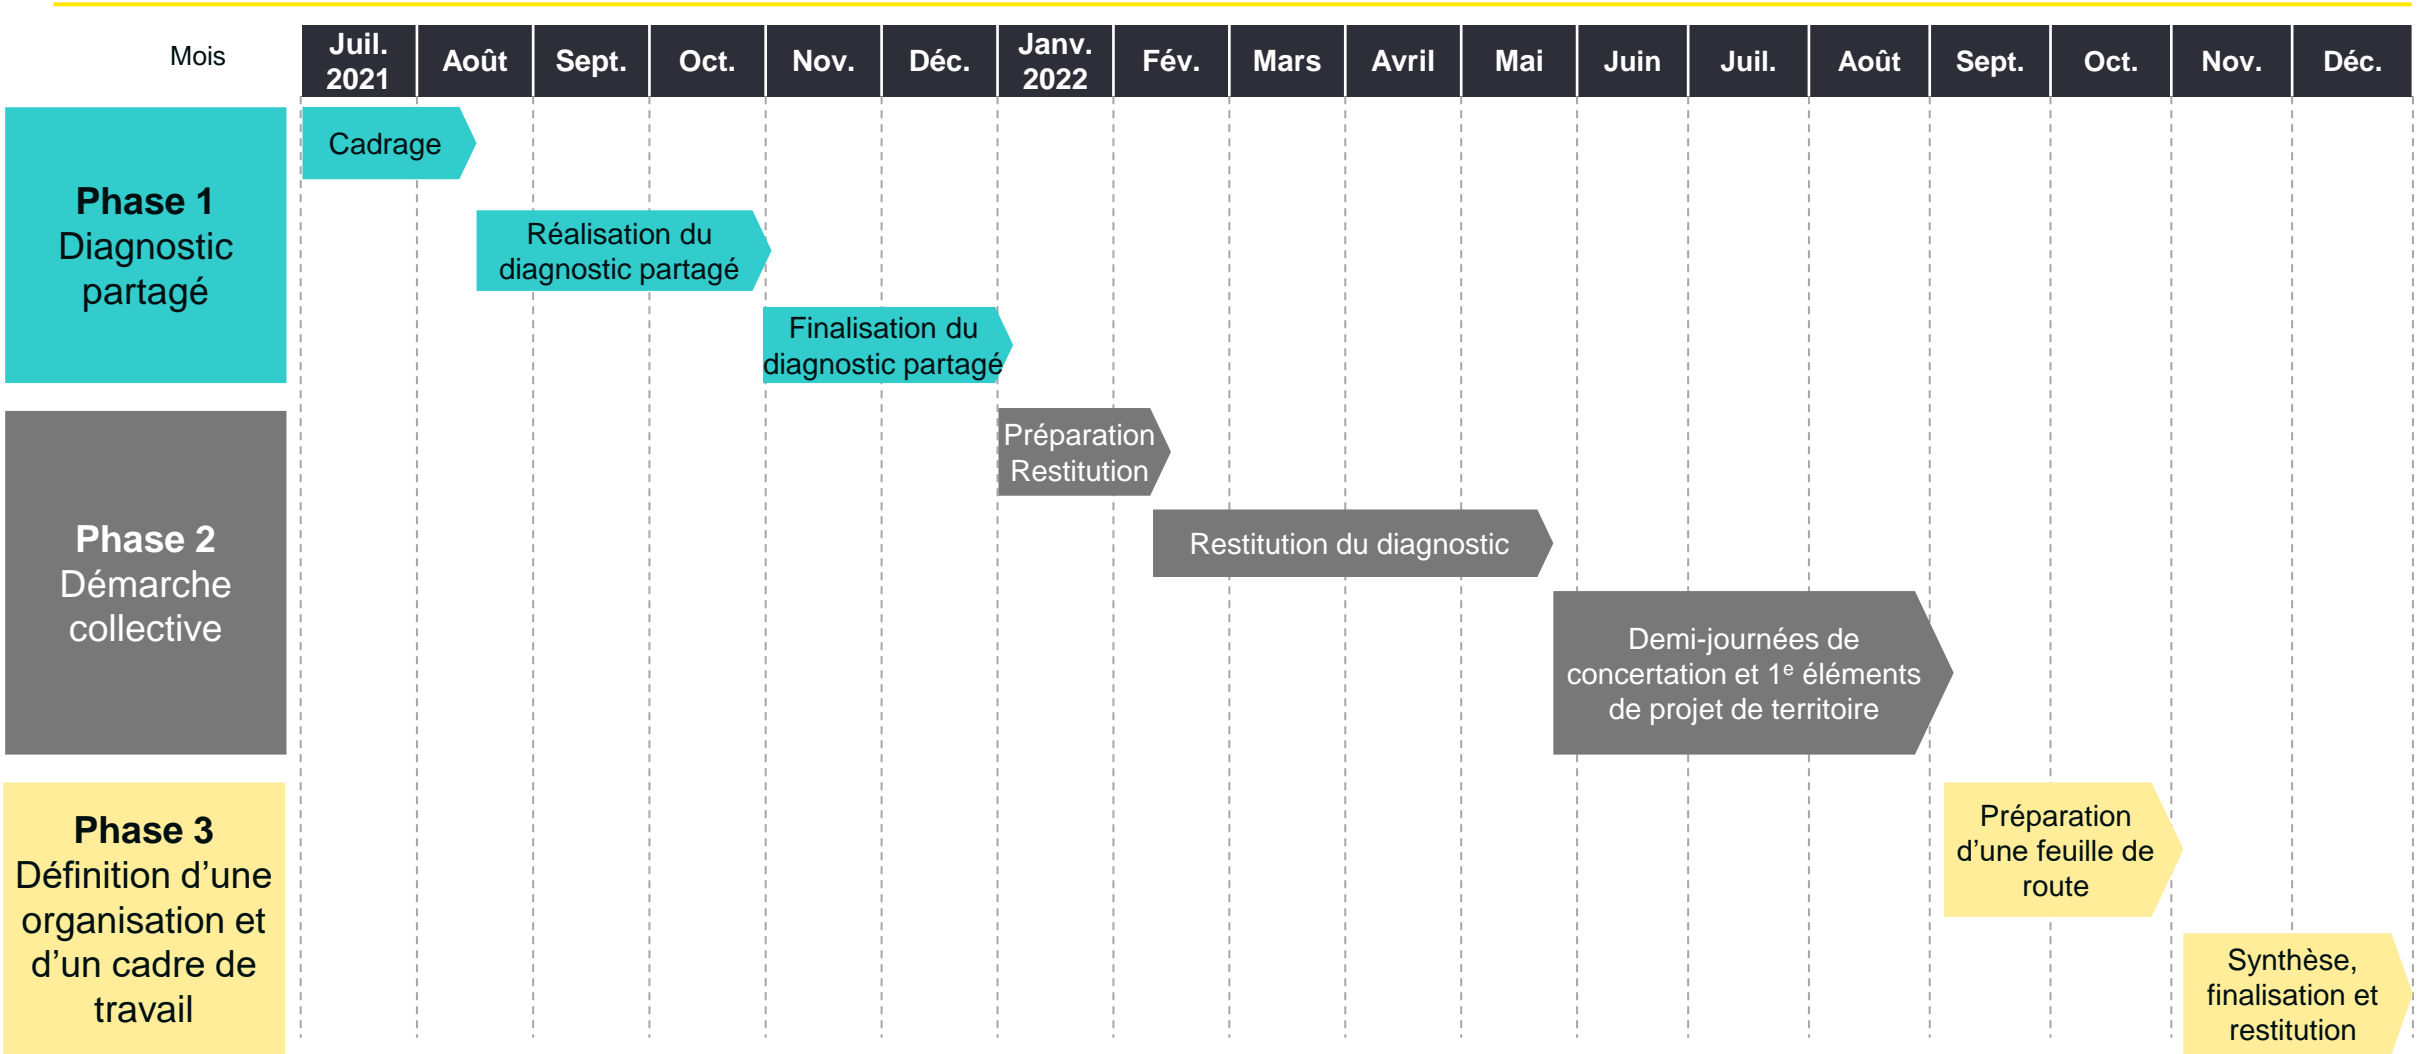 Mois
Juil.
2021
Août
Sept.
Oct.
Nov.
Déc.
Janv.
2022
Fév.
Mars
Avril
Mai
Juin
Juil.
Août
Sept.
Oct.
Nov.
Déc.
Phase 1
Diagnostic
partagé
Cadrage
Réalisation du
diagnostic partagé
Finalisation du
diagnostic partagé
Phase 2
Démarche
collective
Préparation
Restitution
Restitution du diagnostic
Demi-journées de
concertation et 1ᵉ éléments
de projet de territoire
Phase 3
Définition d’une
organisation et
d’un cadre de
travail
Préparation
d’une feuille de
route
Synthèse,
finalisation et
restitution